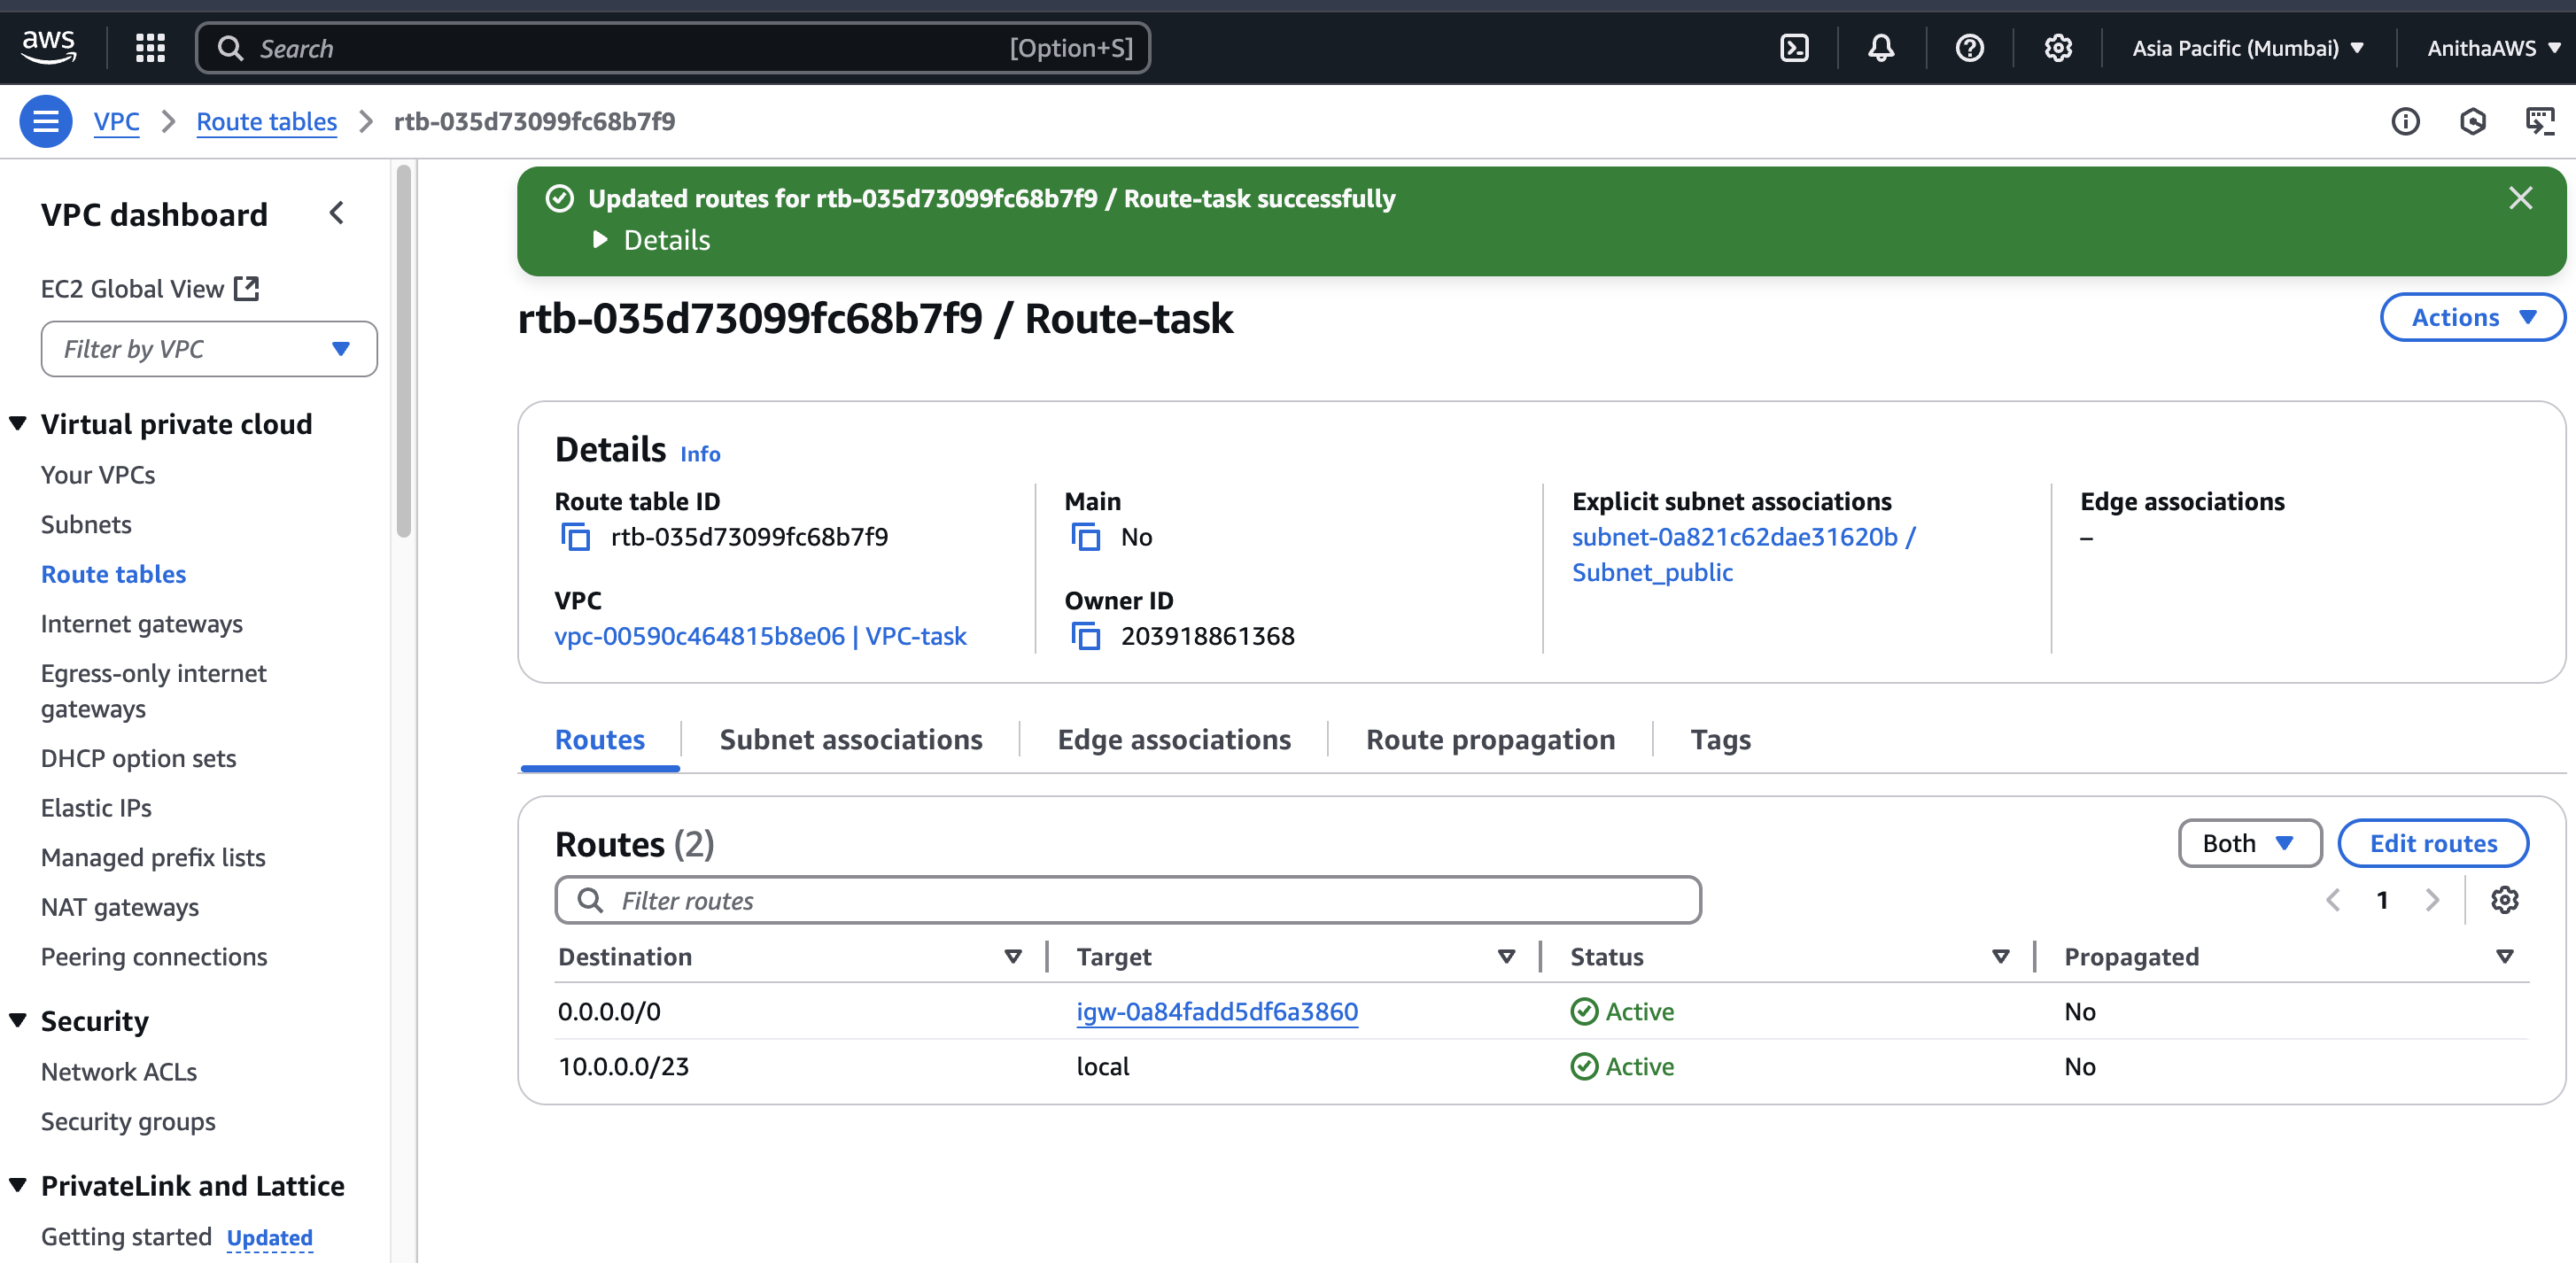 aws
Search [Option+S]
Asia Pacific (Mumbai)
AnithaAWS
VPC
Route tables
rtb-035d73099fc68b7f9
VPC dashboard
EC2 Global View
Filter by VPC
Virtual private cloud
Your VPCs
Subnets
Route tables
Internet gateways
Egress-only internet
gateways
DHCP option sets
Elastic IPs
Managed prefix lists
NAT gateways
Peering connections
Security
Network ACLs
Security groups
PrivateLink and Lattice
Getting started Updated
Updated routes for rtb-035d73099fc68b7f9 / Route-task successfully
Details
rtb-035d73099fc68b7f9 / Route-task
Actions
Details Info
Route table ID
rtb-035d73099fc68b7f9
Main
No
Explicit subnet associations
subnet-0a821c62dae31620b /
Subnet_public
Edge associations
–
VPC
vpc-00590c464815b8e06 | VPC-task
Owner ID
203918861368
Routes
Subnet associations
Edge associations
Route propagation
Tags
Routes (2)
Both
Edit routes
Filter routes
1
Destination Target Status Propagated
0.0.0.0/0 igw-0a84fadd5df6a3860 Active No
10.0.0.0/23 local Active No